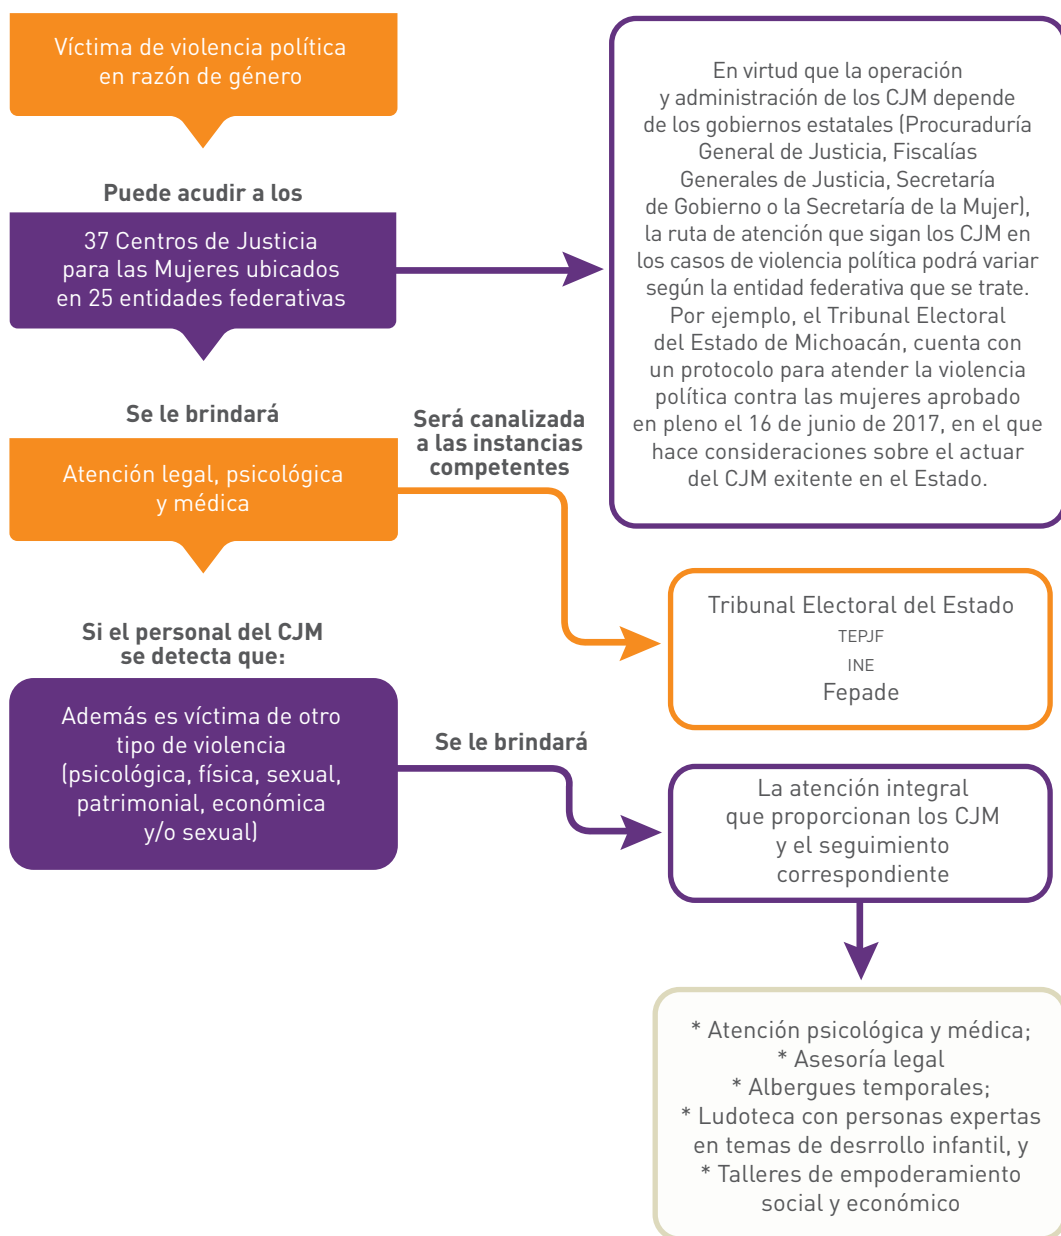 Víctima de violencia política
en razón de género
Puede acudir a los
37 Centros de Justicia
para las Mujeres ubicados
en 25 entidades federativas
En virtud que la operación
y administración de los CJM depende
de los gobiernos estatales (Procuraduría
General de Justicia, Fiscalías
Generales de Justicia, Secretaría
de Gobierno o la Secretaría de la Mujer),
la ruta de atención que sigan los CJM en
los casos de violencia política podrá variar
según la entidad federativa que se trate.
Por ejemplo, el Tribunal Electoral
del Estado de Michoacán, cuenta con
un protocolo para atender la violencia
política contra las mujeres aprobado
en pleno el 16 de junio de 2017, en el que
hace consideraciones sobre el actuar
del CJM exitente en el Estado.
Se le brindará
Atención legal, psicológica
y médica
Será canalizada
a las instancias
competentes
Tribunal Electoral del Estado
TEPJF
INE
Fepade
Si el personal del CJM
se detecta que:
Además es víctima de otro
tipo de violencia
(psicológica, física, sexual,
patrimonial, económica
y/o sexual)
Se le brindará
La atención integral
que proporcionan los CJM
y el seguimiento
correspondiente
* Atención psicológica y médica;
* Asesoría legal
* Albergues temporales;
* Ludoteca con personas expertas
en temas de desrrollo infantil, y
* Talleres de empoderamiento
social y económico